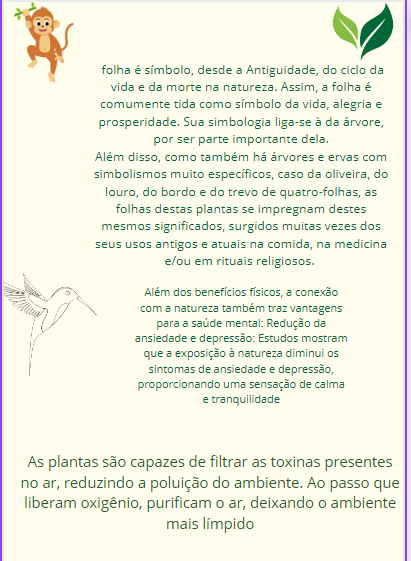 folha é símbolo, desde a Antiguidade, do ciclo da
vida e da morte na natureza. Assim, a folha é
comumente tida como símbolo da vida, alegria e
prosperidade. Sua simbologia liga-se à da árvore,
por ser parte importante dela.
Além disso, como também há árvores e ervas com
simbolismos muito específicos, caso da oliveira, do
louro, do bordo e do trevo de quatro-folhas, as
folhas destas plantas se impregnam destes
mesmos significados, surgidos muitas vezes dos
seus usos antigos e atuais na comida, na medicina
e/ou em rituais religiosos.
Além dos benefícios físicos, a conexão
com a natureza também traz vantagens
para a saúde mental: Redução da
ansiedade e depressão: Estudos mostram
que a exposição à natureza diminui os
sintomas de ansiedade e depressão,
proporcionando uma sensação de calma
e tranquilidade
As plantas são capazes de filtrar as toxinas presentes
no ar, reduzindo a poluição do ambiente. Ao passo que
liberam oxigênio, purificam o ar, deixando o ambiente
mais límpido